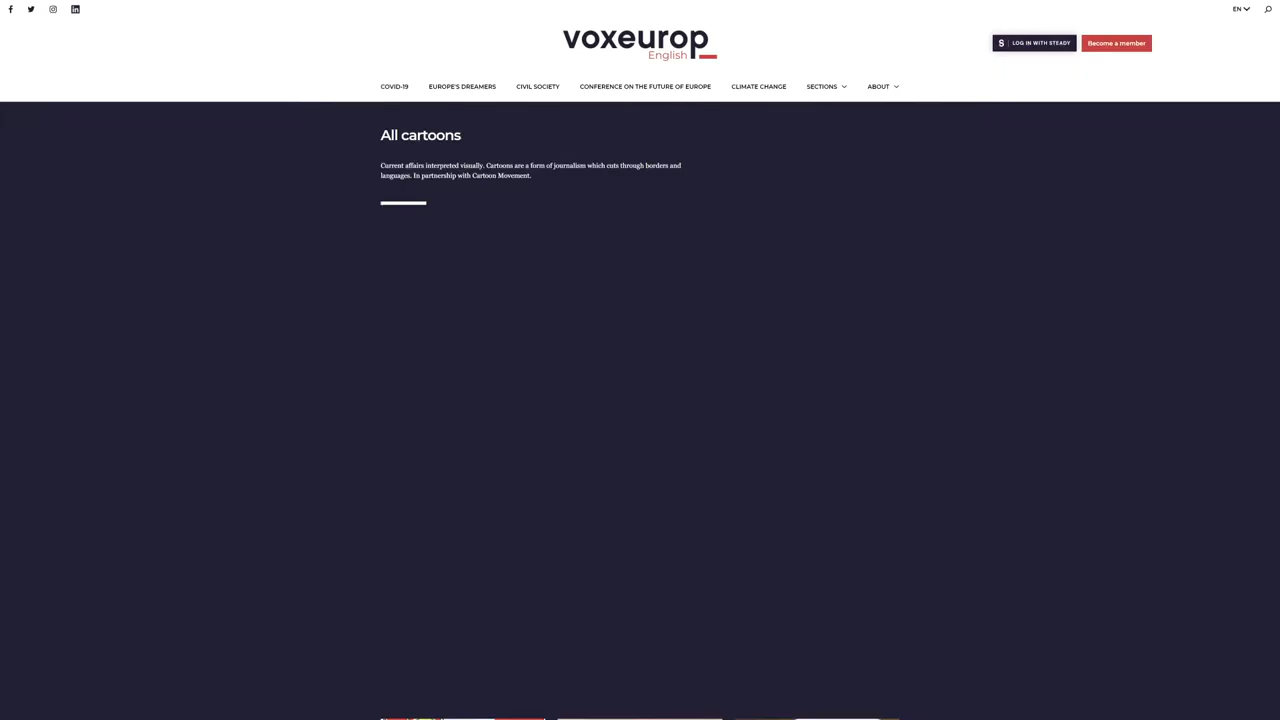 EN
voxeurop
English
S LOG IN WITH STEADY
Become a member
COVID-19 EUROPE'S DREAMERS CIVIL SOCIETY CONFERENCE ON THE FUTURE OF EUROPE CLIMATE CHANGE SECTIONS ABOUT
All cartoons
Current affairs interpreted visually. Cartoons are a form of journalism which cuts through borders and
languages. In partnership with Cartoon Movement.